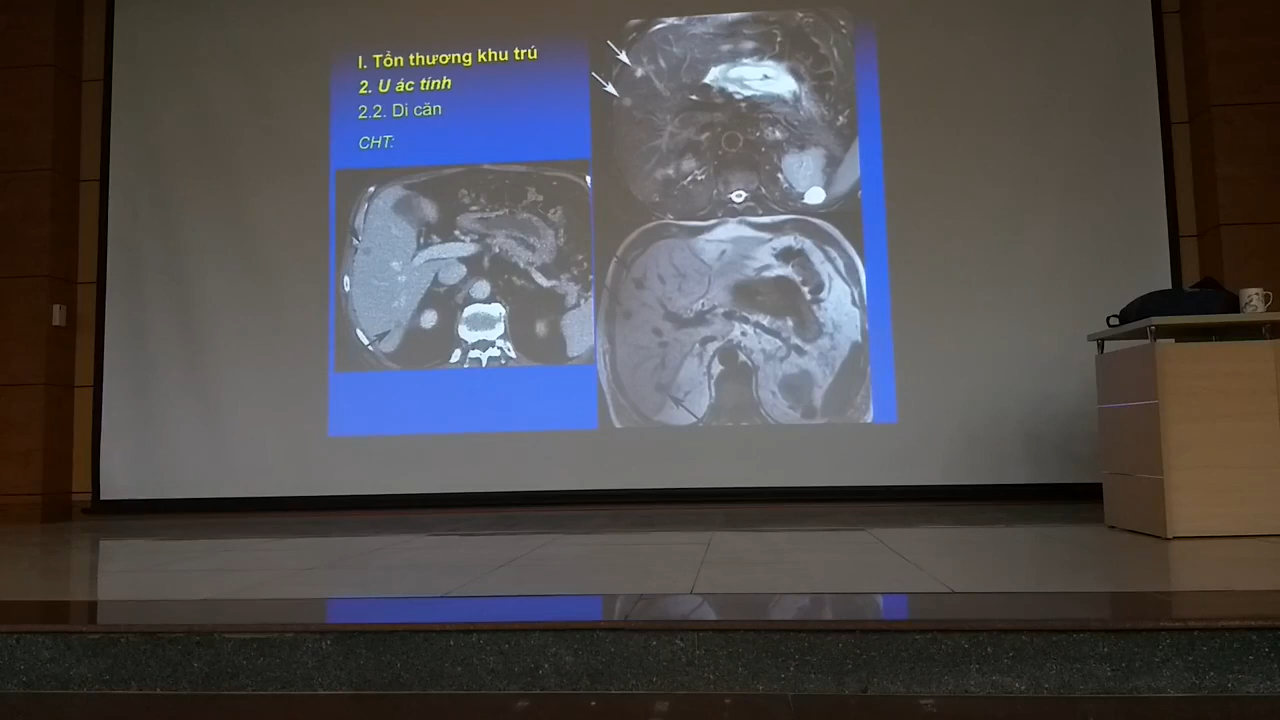 I. Tổn thương khu trú
2. U ác tính
2.2. Di căn
CHT: